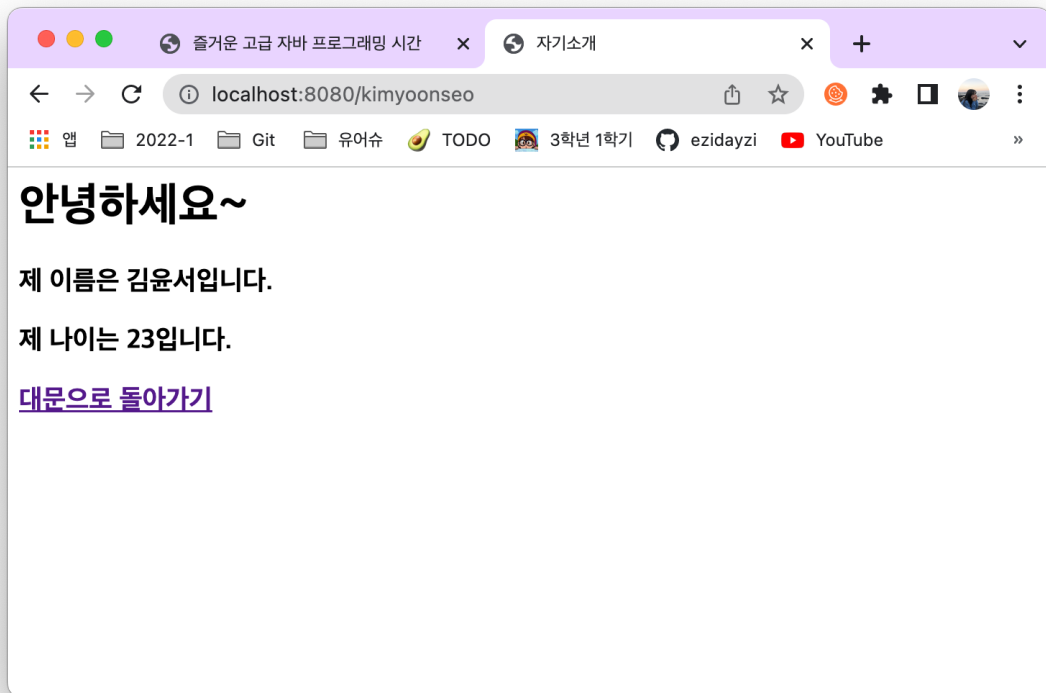 즐거운 고급 자바 프로그래밍 시간
자기소개
localhost:8080/kimyoonseo
앱 2022-1 Git 유어슈 TODO 3학년 1학기 ezidayzi YouTube »
안녕하세요~
제 이름은 김윤서입니다.
제 나이는 23입니다.
대문으로 돌아가기